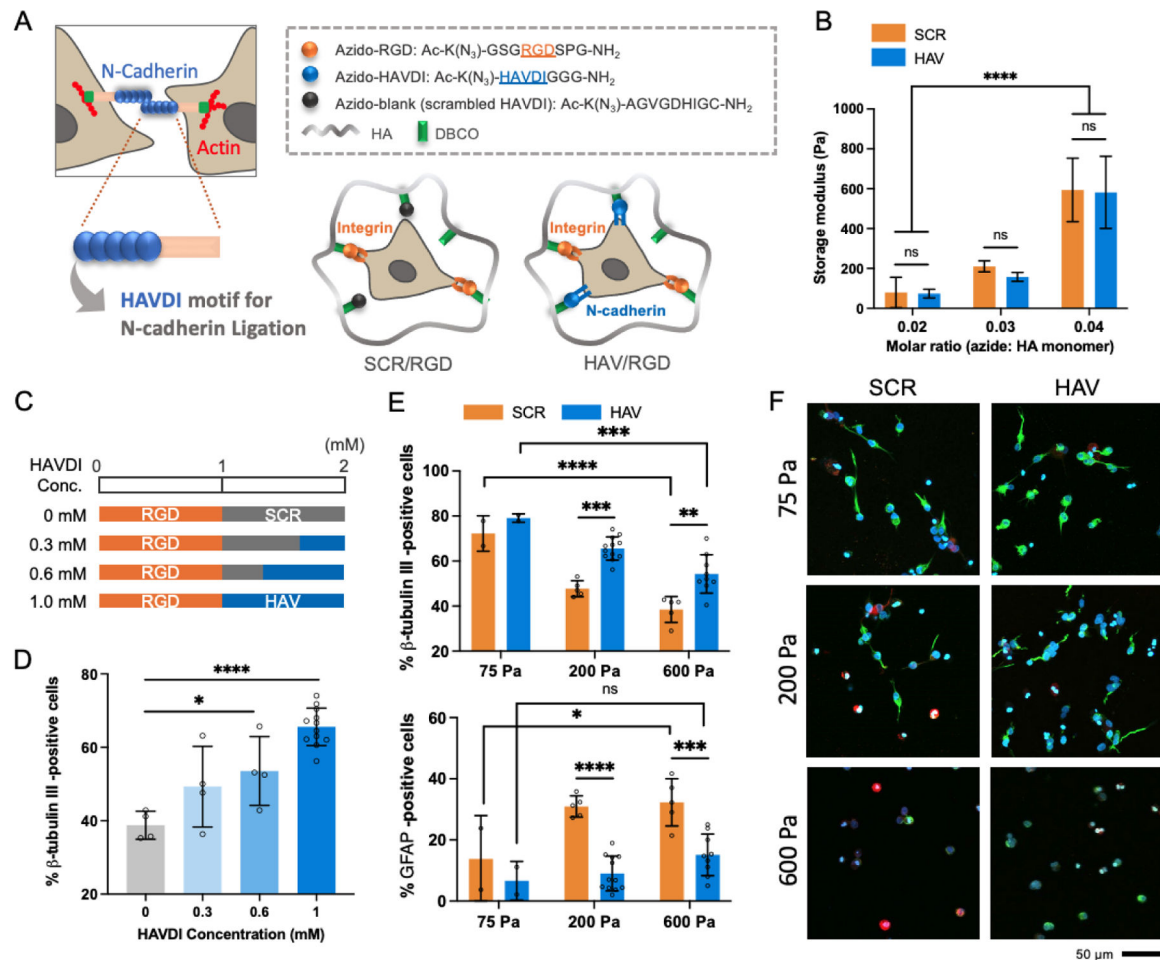 A
N-Cadherin
Actin
HAVDI motif for
N-cadherin Ligation
Azido-RGD: Ac-K(N3)-GSGRGDSPG-NH2
Azido-HAVDI: Ac-K(N3)-HAVDIGGG-NH2
Azido-blank (scrambled HAVDI): Ac-K(N3)-AGVGDHIGC-NH2
HA DBCO
Integrin
SCR/RGD
Integrin
N-cadherin
HAV/RGD
B
SCR
HAV
****
ns
ns
ns
Storage modulus (Pa)
1000
800
600
400
200
0
0.02 0.03 0.04
Molar ratio (azide: HA monomer)
C
(mM)
HAVDI Conc.
0 1 2
0 mM RGD SCR
0.3 mM RGD
0.6 mM RGD
1.0 mM RGD HAV
D
****
*
% β-tubulin III -positive cells
80
60
40
20
0 0.3 0.6 1
HAVDI Concentration (mM)
E
SCR HAV
***
****
***
**
% β-tubulin III -positive cells
100
80
60
40
20
75 Pa 200 Pa 600 Pa
ns
*
***
****
% GFAP -positive cells
60
40
20
0
75 Pa 200 Pa 600 Pa
F
SCR HAV
75 Pa
200 Pa
600 Pa
50 μm